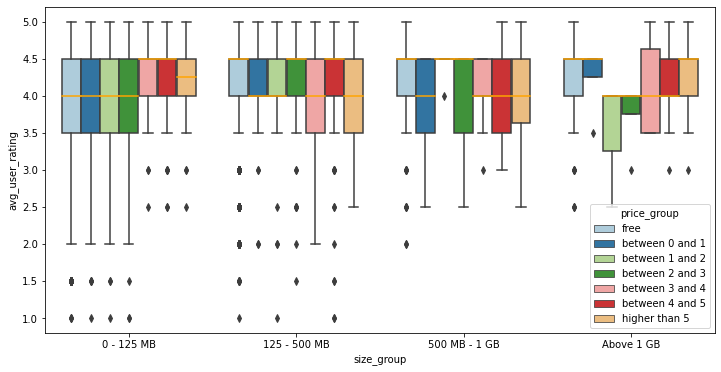 5.0
4.5
4.0
3.5
3.0
2.5
2.0
1.5
1.0
avg_user_rating
0 - 125 MB
125 - 500 MB
500 MB - 1 GB
Above 1 GB
size_group
price_group
free
between 0 and 1
between 1 and 2
between 2 and 3
between 3 and 4
between 4 and 5
higher than 5